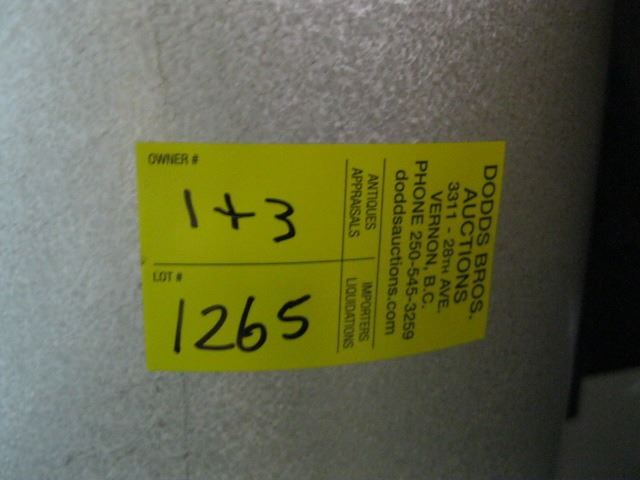 OWNER #
1+3
LOT #
1265
DODDS BROS.
AUCTIONS
3311 - 28TH AVE.
VERNON, B.C.
PHONE 250-545-3259
doddsauctions.com
ANTIQUES IMPORTERS
APPRAISALS LIQUIDATIONS